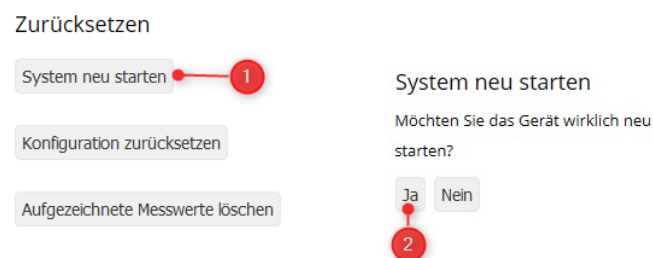 Zurücksetzen
System neu starten
1
Konfiguration zurücksetzen
Aufgezeichnete Messwerte löschen
System neu starten
Möchten Sie das Gerät wirklich neu
starten?
Ja Nein
2